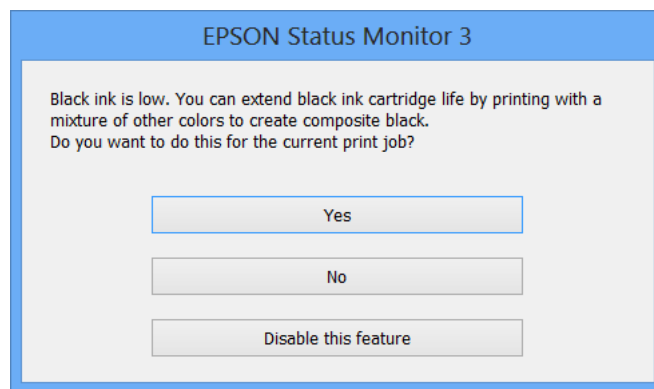 EPSON Status Monitor 3
Black ink is low. You can extend black ink cartridge life by printing with a
mixture of other colors to create composite black.
Do you want to do this for the current print job?
Yes
No
Disable this feature